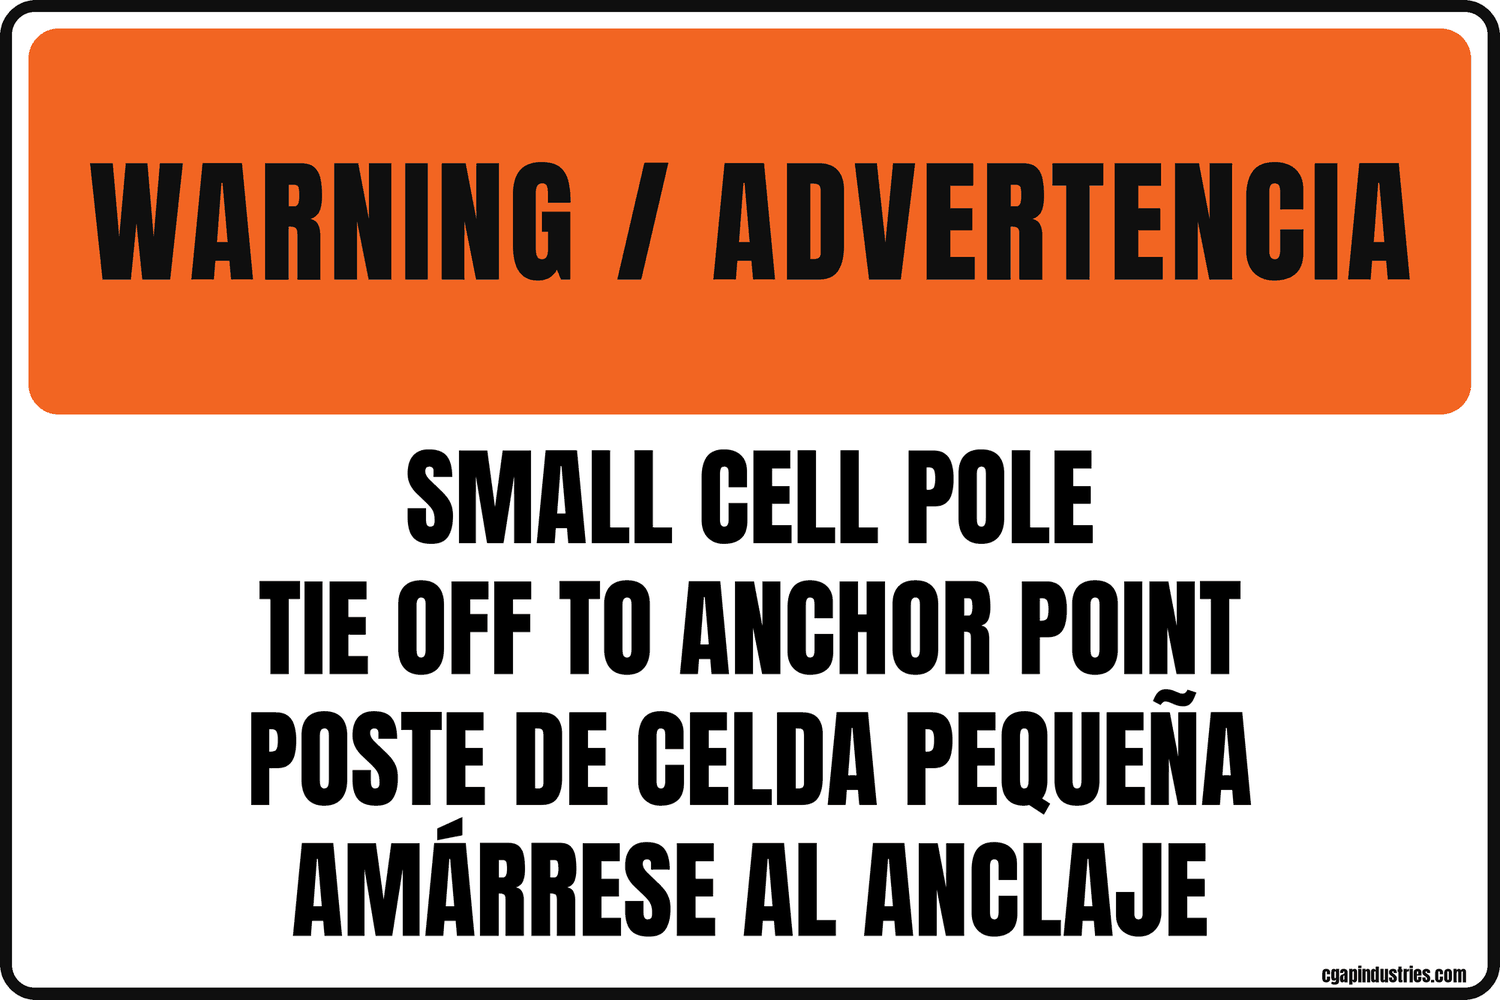 WARNING / ADVERTENCIA
SMALL CELL POLE
TIE OFF TO ANCHOR POINT
POSTE DE CELDA PEQUEÑA
AMÁRRESE AL ANCLAJE
cgapindustries.com